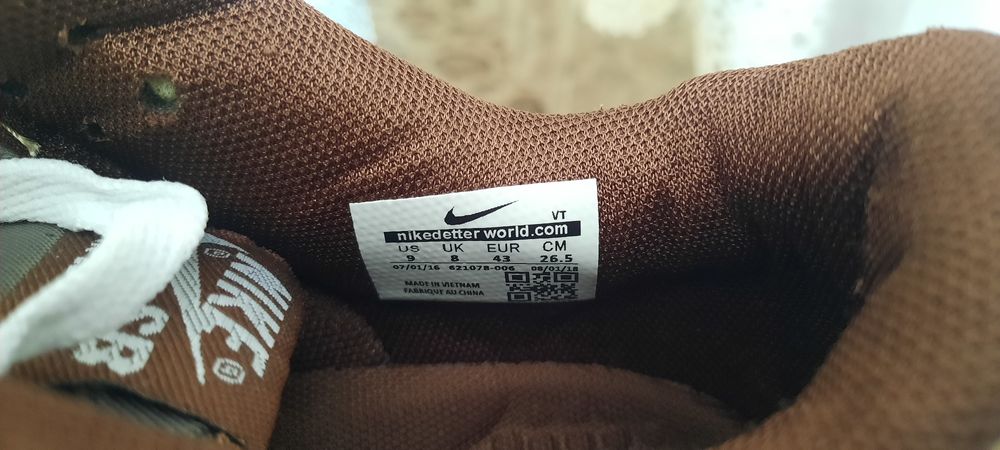 VT
nikedetter world.com
US UK EUR CM
9 8 43 26.5
07/01/16 621078-006 08/01/18
MADE IN VIETNAM
FABRIQUE AU CHINA
NIKE
SB